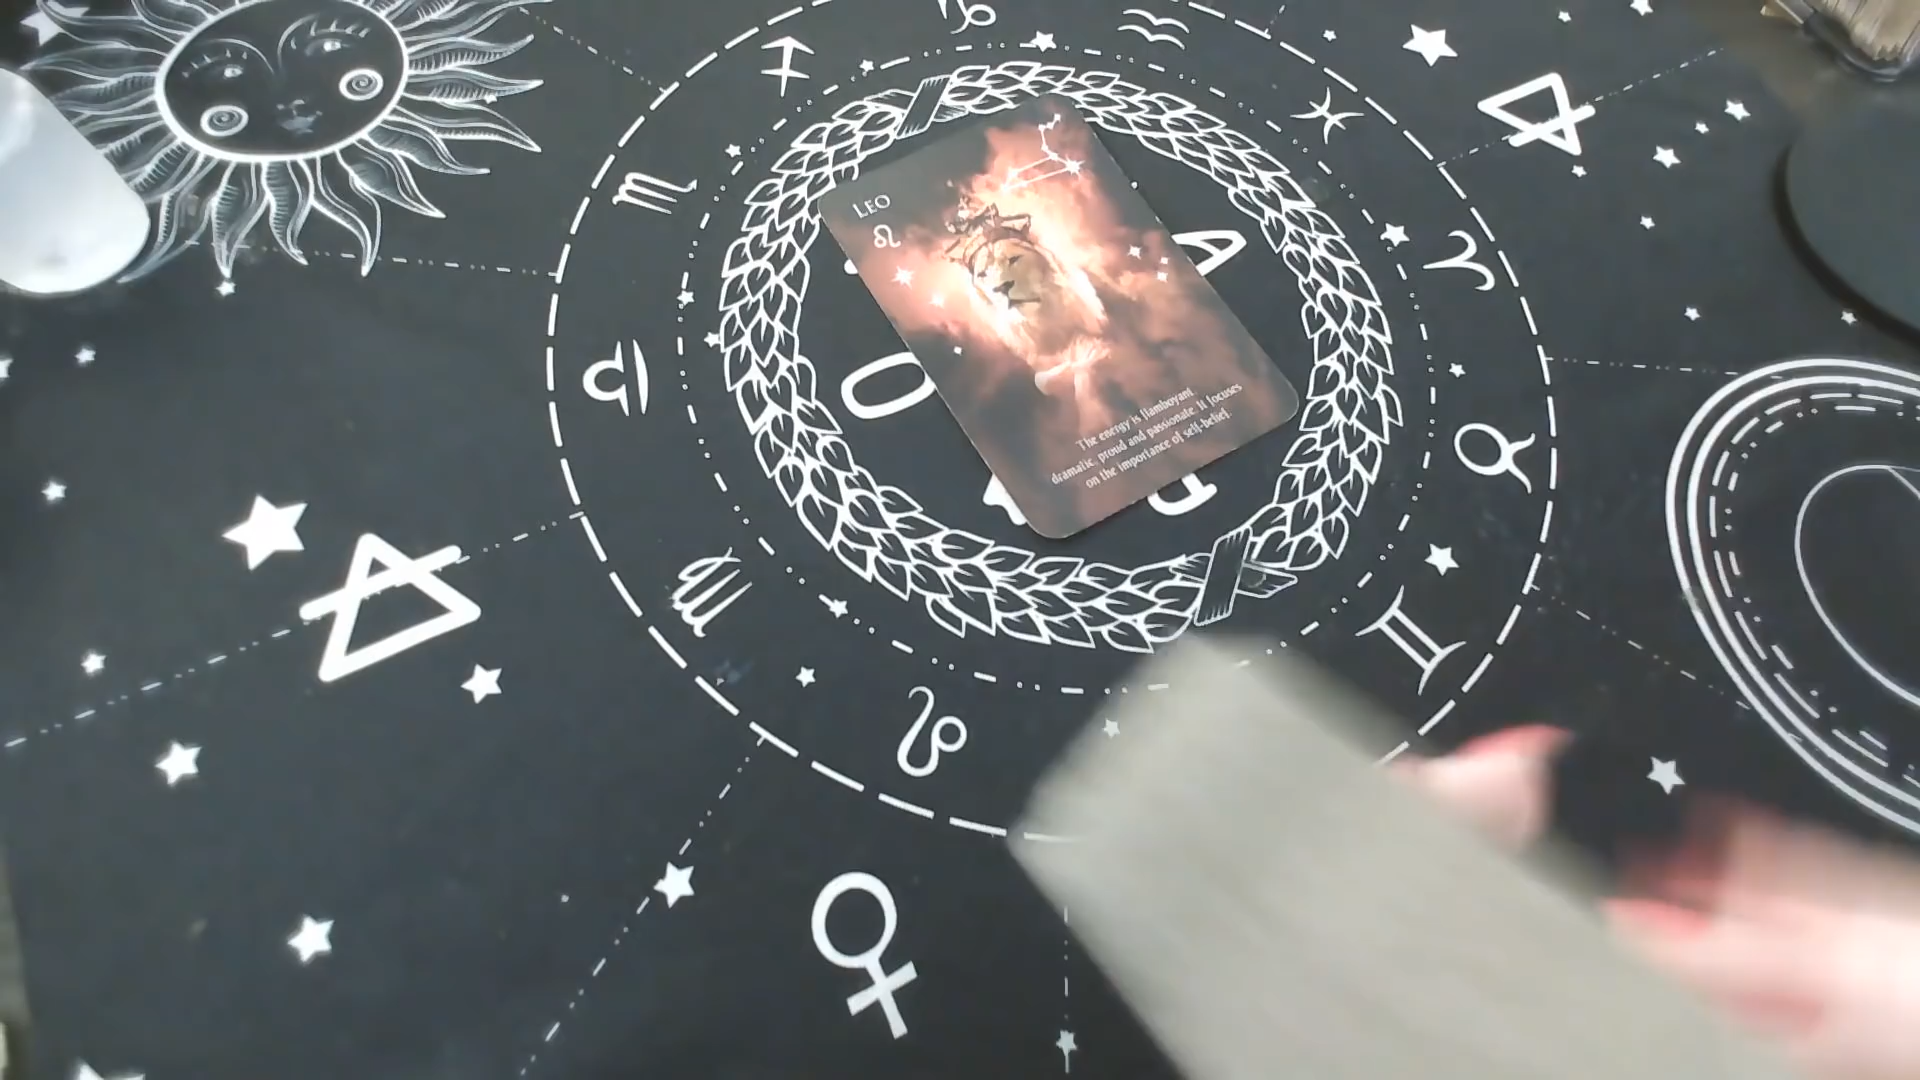 LEO
The energy is flamboyant,
dramatic, proud and passionate. It focuses
on the importance of self-belief.